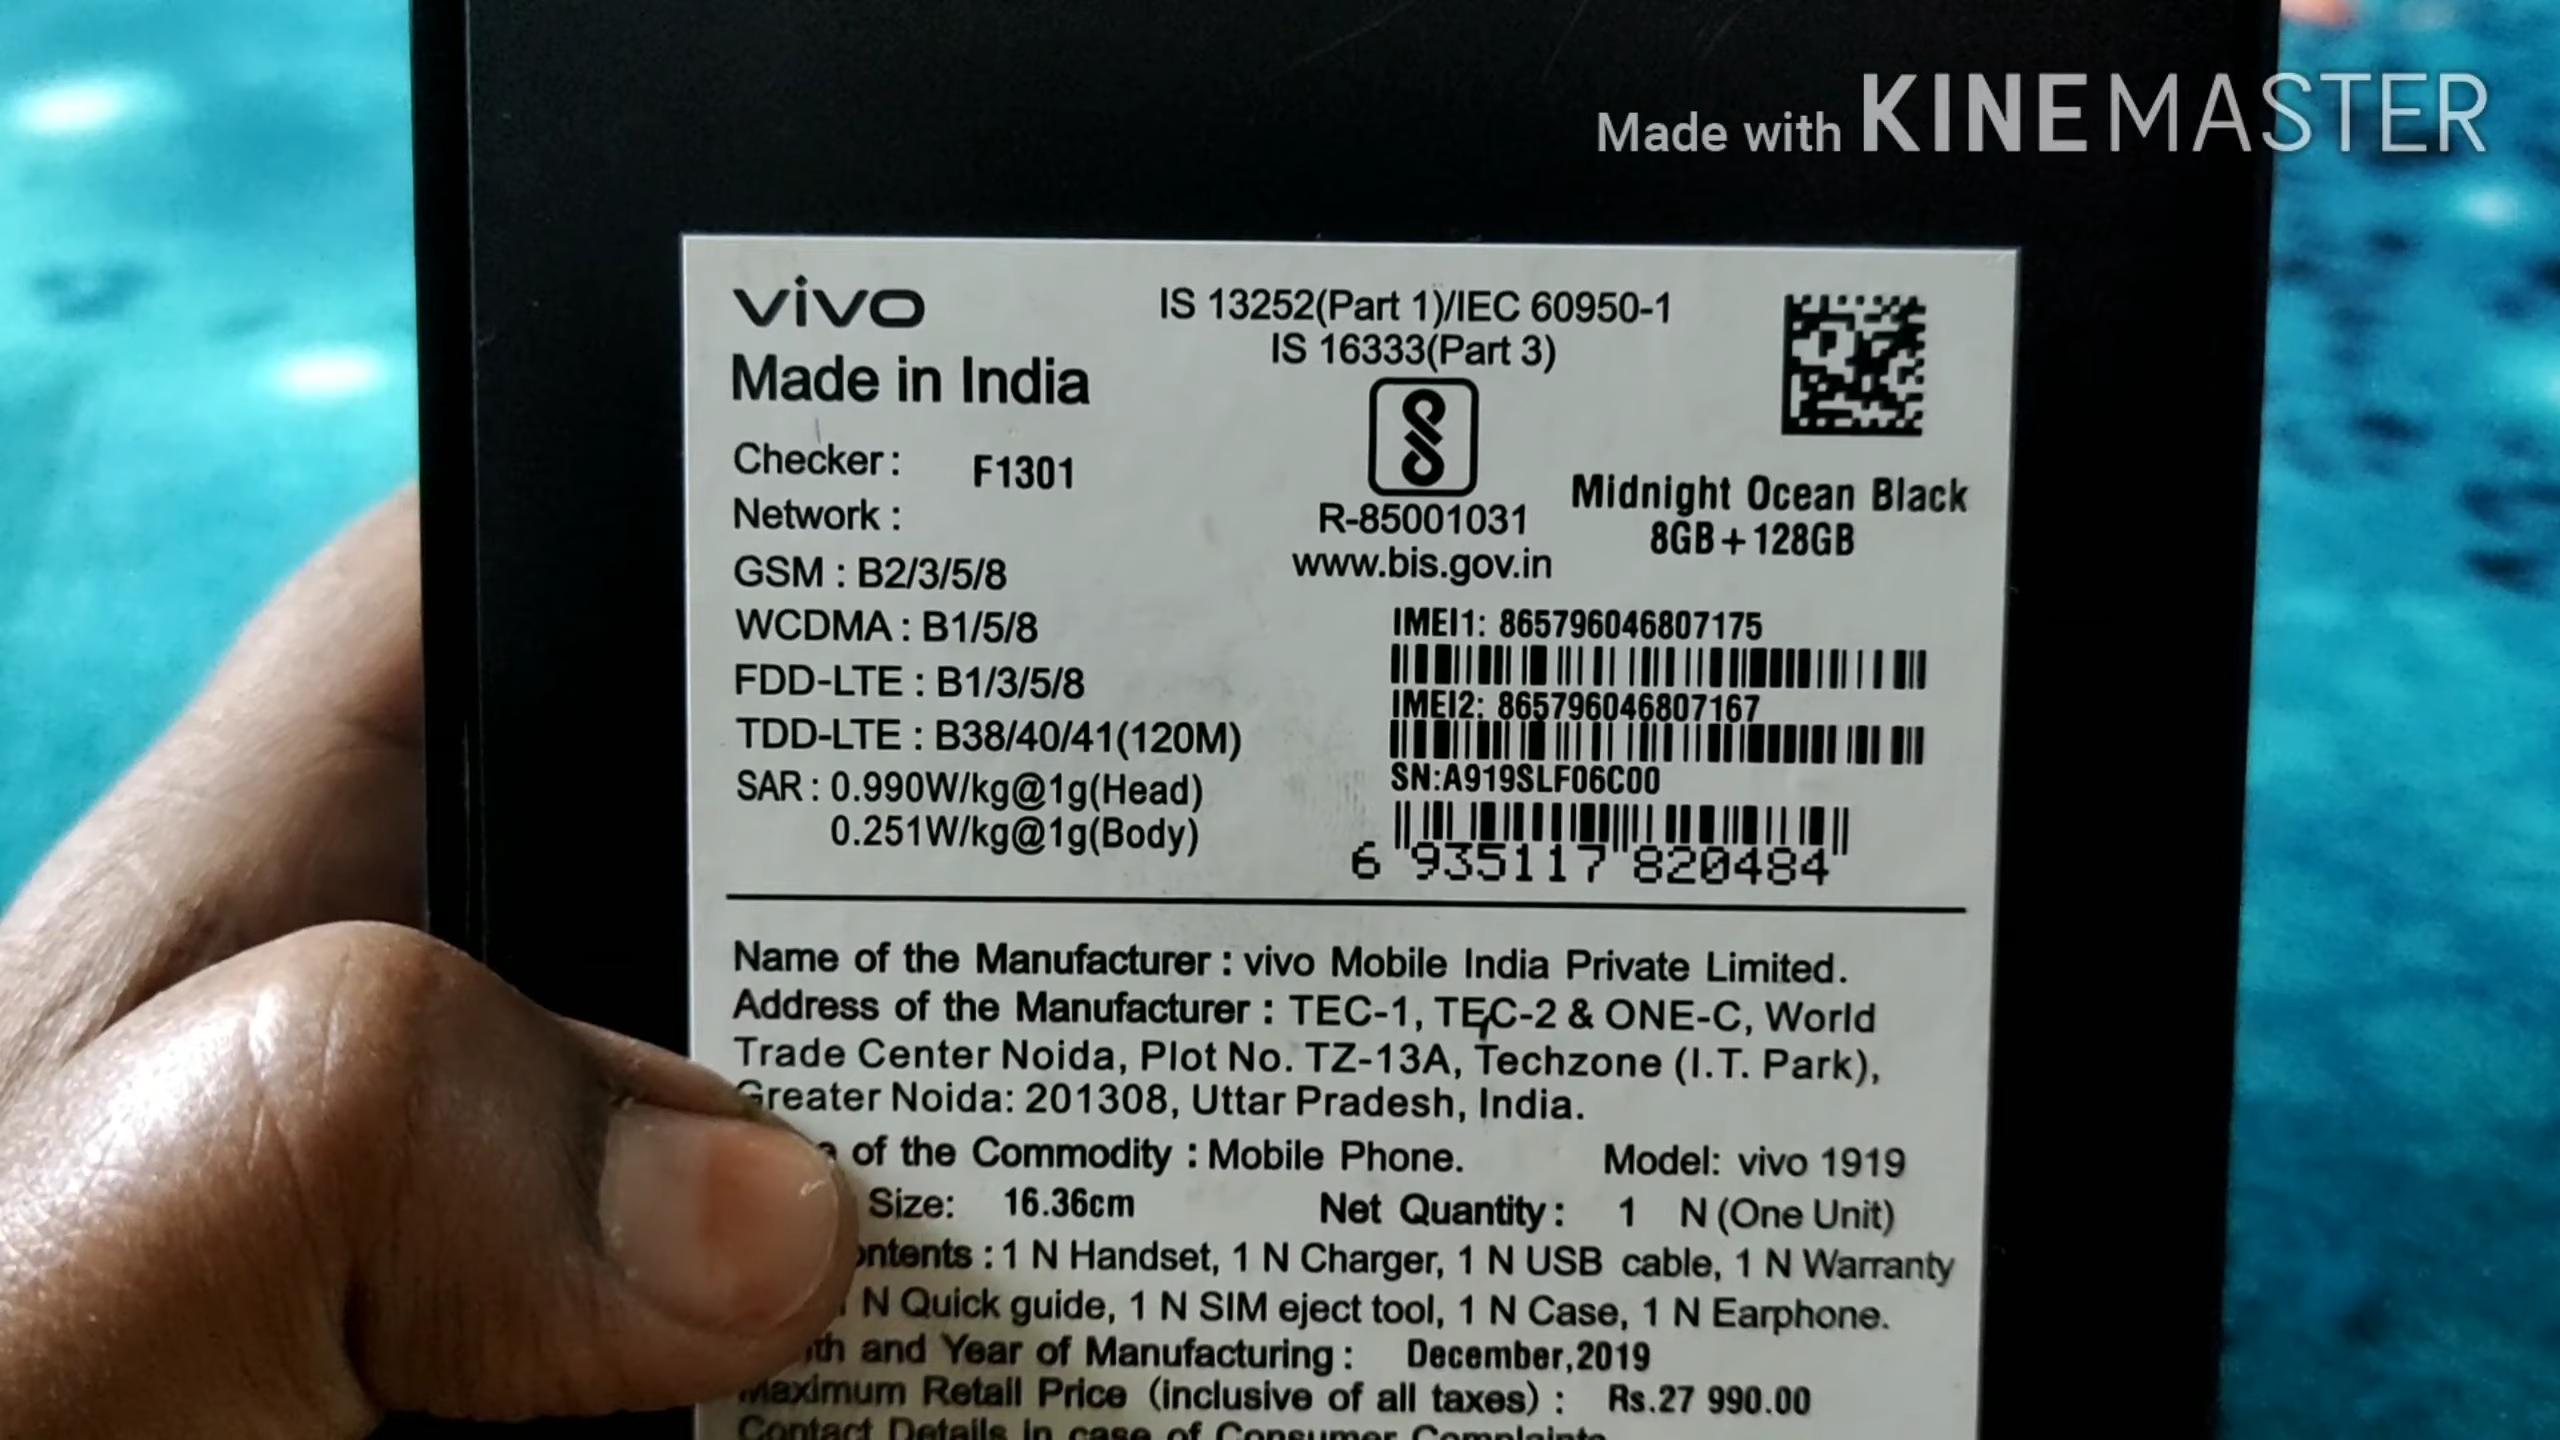 Made with KINEMASTER
vivo
Made in India
Checker: F1301
Network :
GSM : B2/3/5/8
WCDMA : B1/5/8
FDD-LTE : B1/3/5/8
TDD-LTE : B38/40/41(120M)
SAR : 0.990W/kg@1g(Head)
0.251W/kg@1g(Body)
IS 13252(Part 1)/IEC 60950-1
IS 16333(Part 3)
R-85001031
www.bis.gov.in
Midnight Ocean Black
8GB+128GB
IMEI1: 865796046807175
IMEI2: 865796046807167
SN:A919SLF06C00
6 935117 820484
Name of the Manufacturer : vivo Mobile India Private Limited.
Address of the Manufacturer : TEC-1, TEC-2 & ONE-C, World
Trade Center Noida, Plot No. TZ-13A, Techzone (I.T. Park),
Greater Noida: 201308, Uttar Pradesh, India.
of the Commodity : Mobile Phone. Model: vivo 1919
Size: 16.36cm Net Quantity : 1 N (One Unit)
ontents : 1 N Handset, 1 N Charger, 1 N USB cable, 1 N Warranty
N Quick guide, 1 N SIM eject tool, 1 N Case, 1 N Earphone.
th and Year of Manufacturing : December,2019
Maximum Retail Price (inclusive of all taxes) : Rs.27 990.00
Contact Details in case of Consumer Complaints